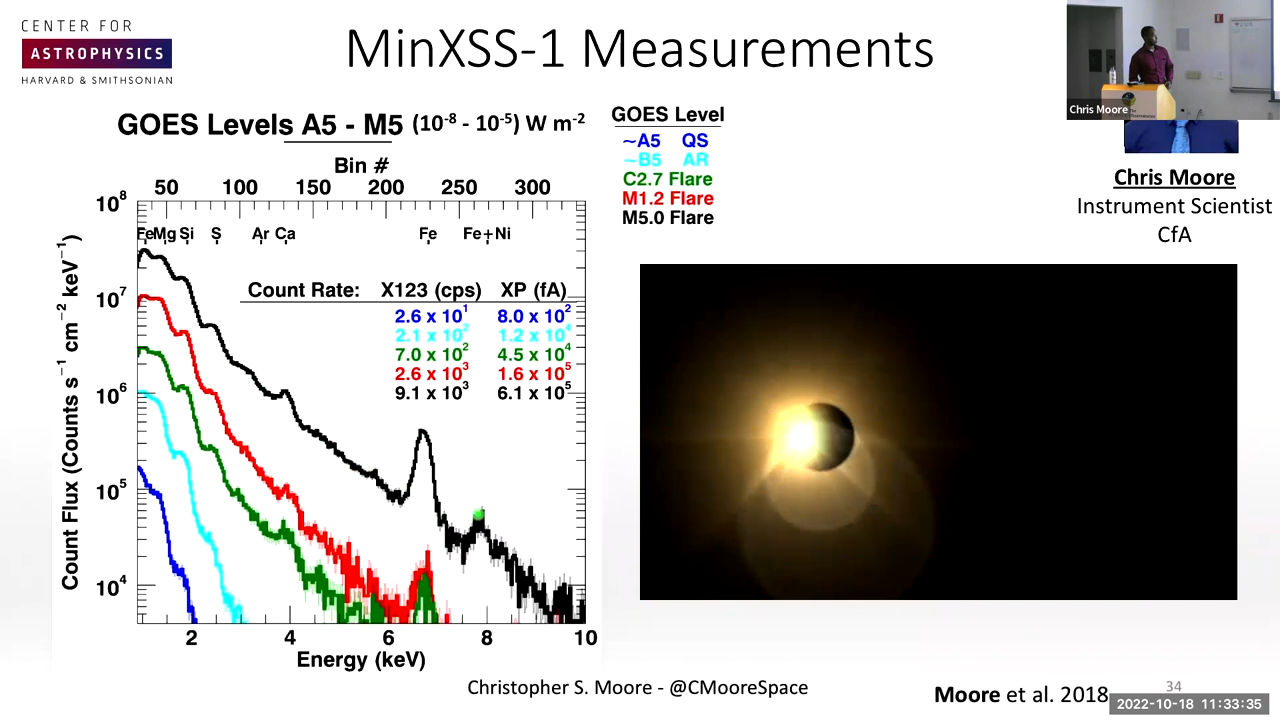 CENTER FOR
ASTROPHYSICS
HARVARD & SMITHSONIAN
MinXSS-1 Measurements
Chris Moore
Chris Moore
Instrument Scientist
CfA
GOES Levels A5 - M5 (10⁻⁸ - 10⁻⁵) W m⁻²
GOES Level
~A5 QS
~B5 AR
C2.7 Flare
M1.2 Flare
M5.0 Flare
Bin #
50 100 150 200 250 300
Fe Mg Si S Ar Ca Fe Fe+Ni
Count Rate: X123 (cps) XP (fA)
2.6 x 10¹ 8.0 x 10²
2.1 x 10² 1.2 x 10⁴
7.0 x 10² 4.5 x 10⁴
2.6 x 10³ 1.6 x 10⁵
9.1 x 10³ 6.1 x 10⁵
Count Flux (Counts s⁻¹ cm⁻² keV⁻¹)
10⁸
10⁷
10⁶
10⁵
10⁴
2 4 6 8 10
Energy (keV)
Christopher S. Moore - @CMooreSpace
Moore et al. 2018
34
2022-10-18 11:33:35